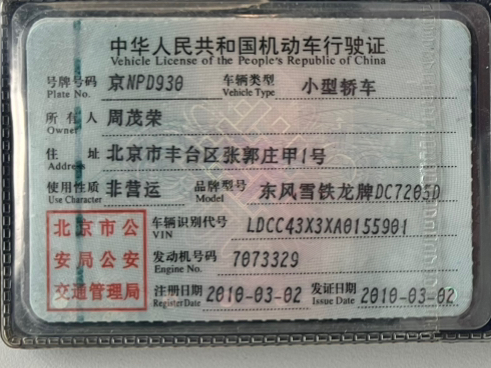 中华人民共和国机动车行驶证
Vehicle License of the People's Republic of China
号牌号码 京NPD930 车辆类型 小型轿车
Plate No. Vehicle Type
所有人 周茂荣
Owner
住址 北京市丰台区张郭庄甲1号
Address
使用性质 非营运 品牌型号 东风雪铁龙牌DC7205D
Use Character Model
北京市公 车辆识别代号 LDCC43X3XA0155901
VIN
安局公安 发动机号码 7073329
Engine No.
交通管理局 注册日期 2010-03-02 发证日期 2010-03-02
Register Date Issue Date